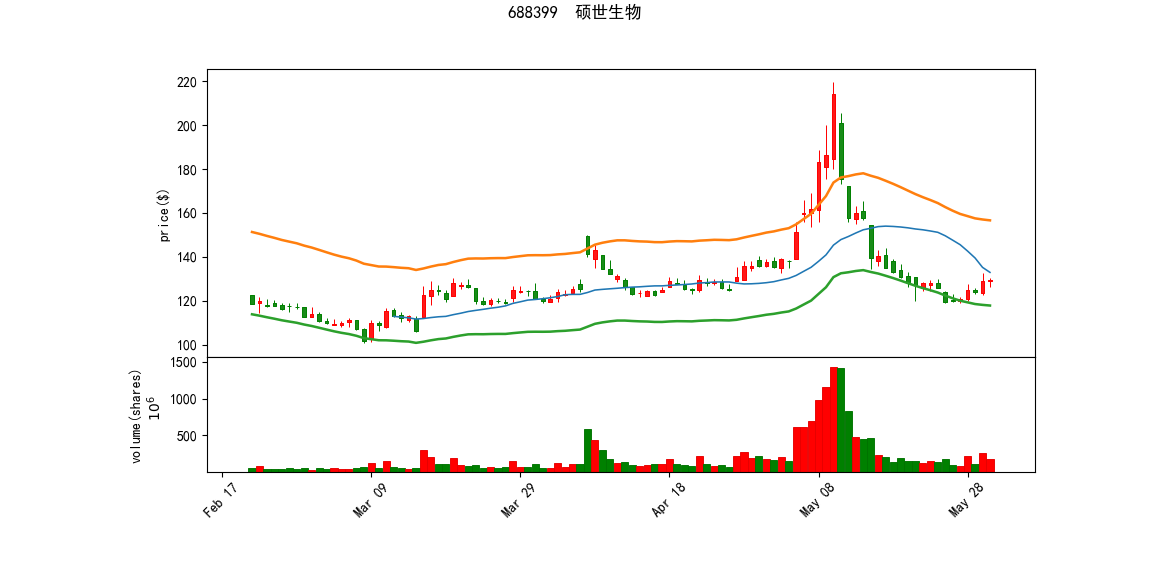 688399 硕世生物
220
200
180
160
140
120
100
price($)
1500
1000
500
volume(shares)
10^6
Feb 17
Mar 09
Mar 29
Apr 18
May 08
May 28